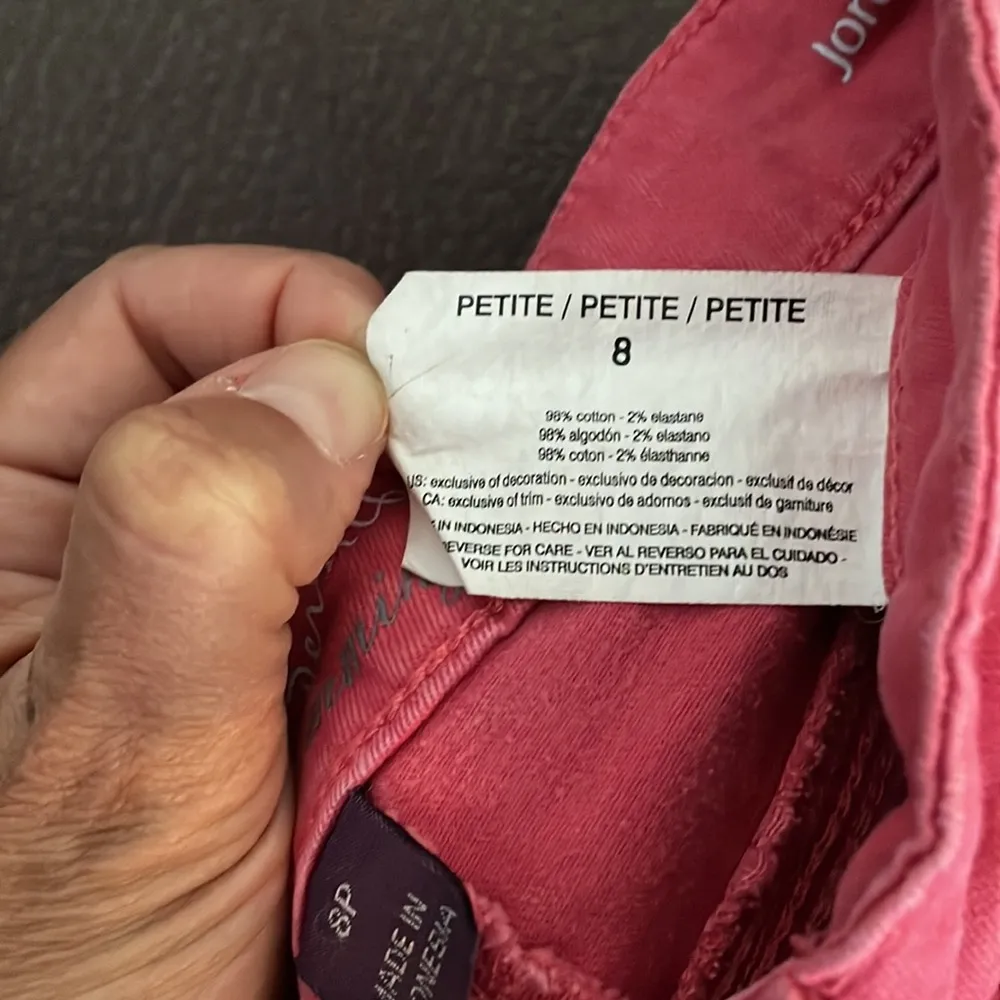 PETITE / PETITE / PETITE
8
98% cotton - 2% elastane
98% algodón - 2% elastano
98% coton - 2% élasthanne
US: exclusive of decoration - exclusivo de decoracion - exclusif de décor
CA: exclusive of trim - exclusivo de adornos - exclusif de garniture
IN INDONESIA - HECHO EN INDONESIA - FABRIQUÉ EN INDONÉSIE
EVERSE FOR CARE - VER AL REVERSO PARA EL CUIDADO -
VOIR LES INSTRUCTIONS D'ENTRETIEN AU DOS
8P
MADE IN
ONESIA
Jor